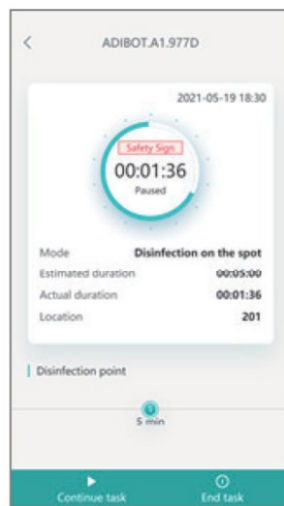 ADIBOT.A1.977D
2021-05-19 18:30
Safety Sign
00:01:36
Paused
Mode Disinfection on the spot
Estimated duration 00:05:00
Actual duration 00:01:36
Location 201
Disinfection point
5 min
Continue task End task